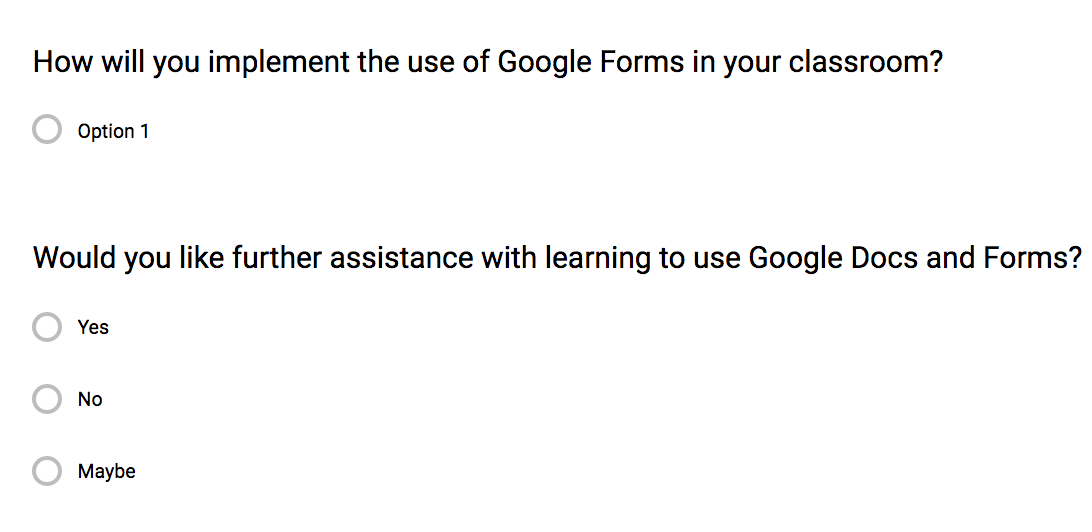 How will you implement the use of Google Forms in your classroom?
Option 1
Would you like further assistance with learning to use Google Docs and Forms?
Yes
No
Maybe